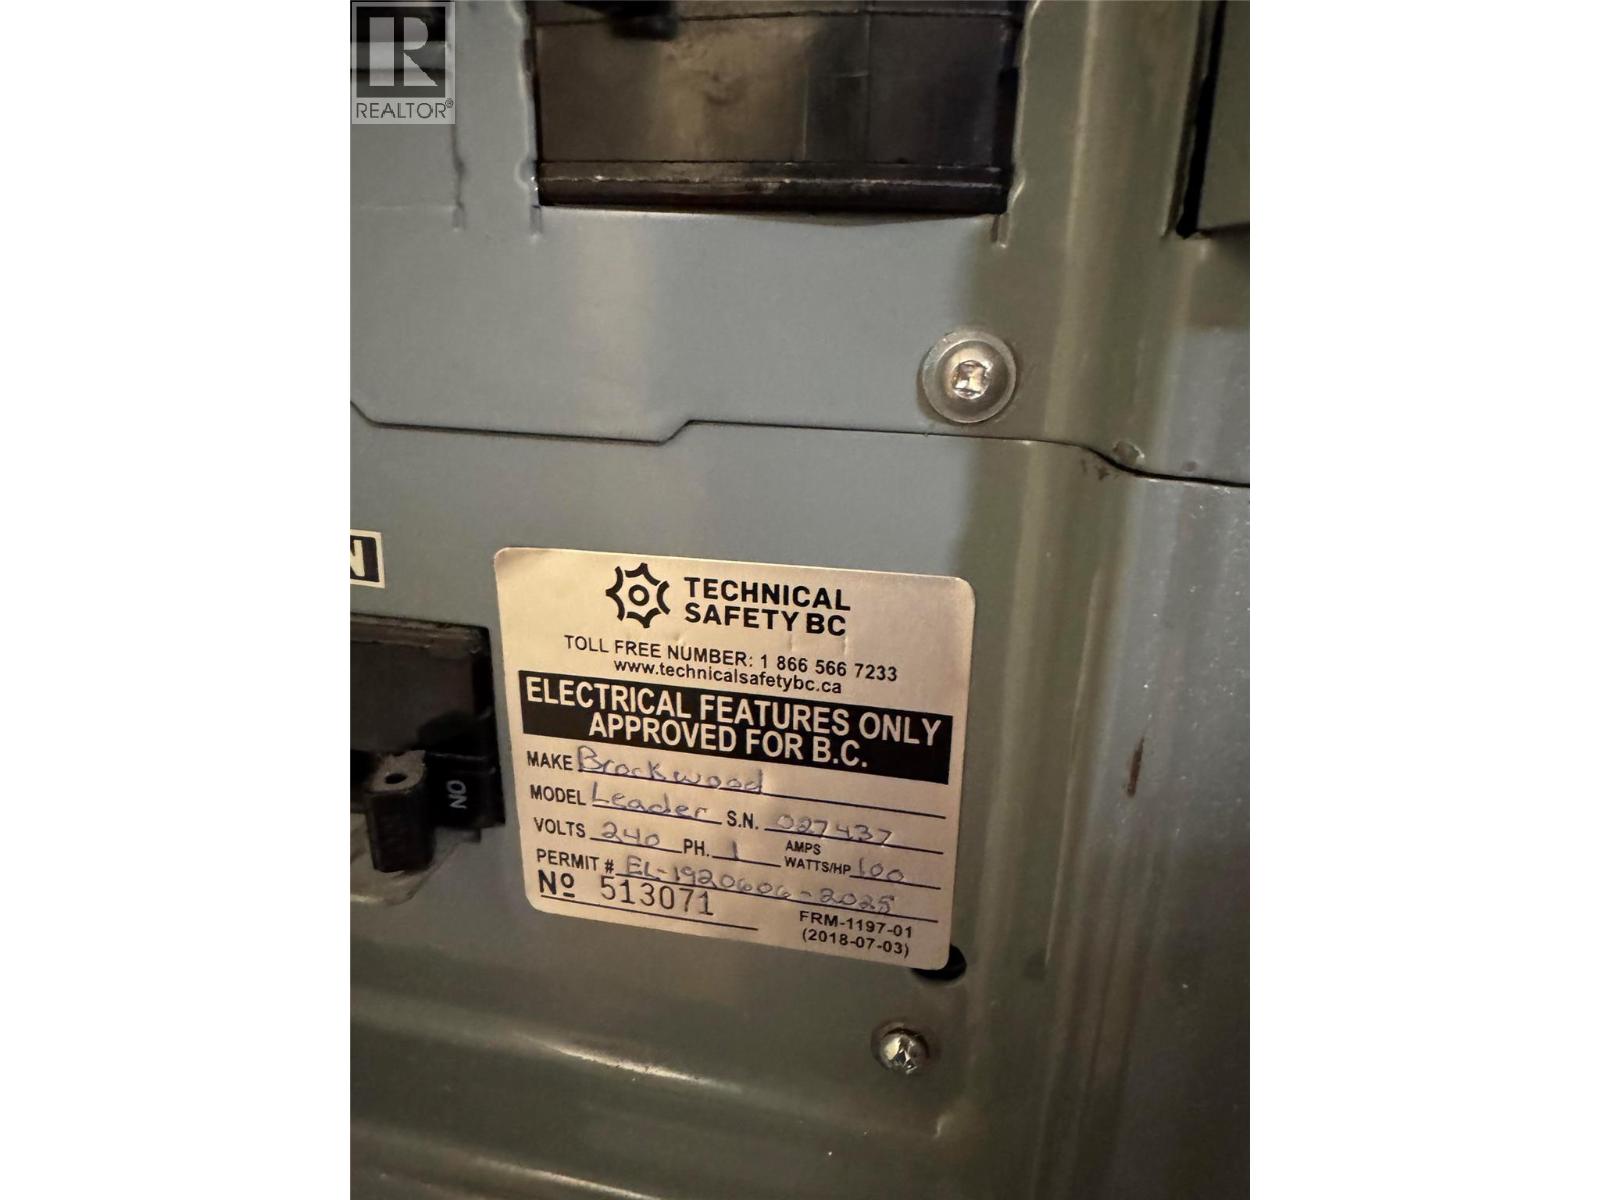 R
REALTOR®
N
TECHNICAL
SAFETY BC
TOLL FREE NUMBER: 1 866 566 7233
www.technicalsafetybc.ca
ELECTRICAL FEATURES ONLY
APPROVED FOR B.C.
MAKE Brockwood
MODEL Leader S.N. 027437
VOLTS 240 PH. 1 AMPS WATTS/HP 100
PERMIT # EL-1920606-2025
Nº 513071
FRM-1197-01
(2018-07-03)
ON